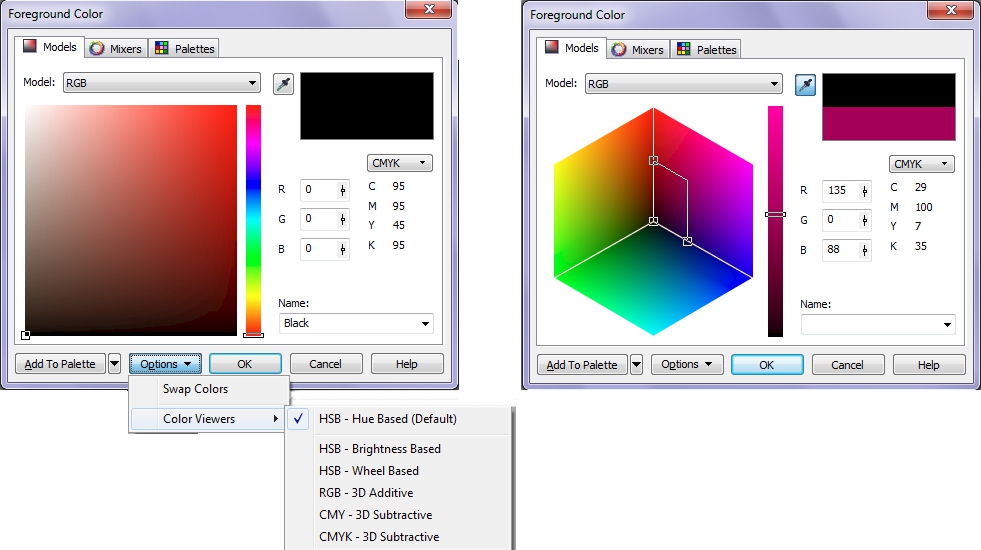 Foreground Color
Models Mixers Palettes
Model: RGB
CMYK
R 0 C 95
M 95
G 0 Y 45
B 0 K 95
Name:
Black
Add To Palette Options OK Cancel Help
Swap Colors
Color Viewers
HSB - Hue Based (Default)
HSB - Brightness Based
HSB - Wheel Based
RGB - 3D Additive
CMY - 3D Subtractive
CMYK - 3D Subtractive
Foreground Color
Models Mixers Palettes
Model: RGB
CMYK
R 135 C 29
M 100
G 0 Y 7
B 88 K 35
Name:
Add To Palette Options OK Cancel Help